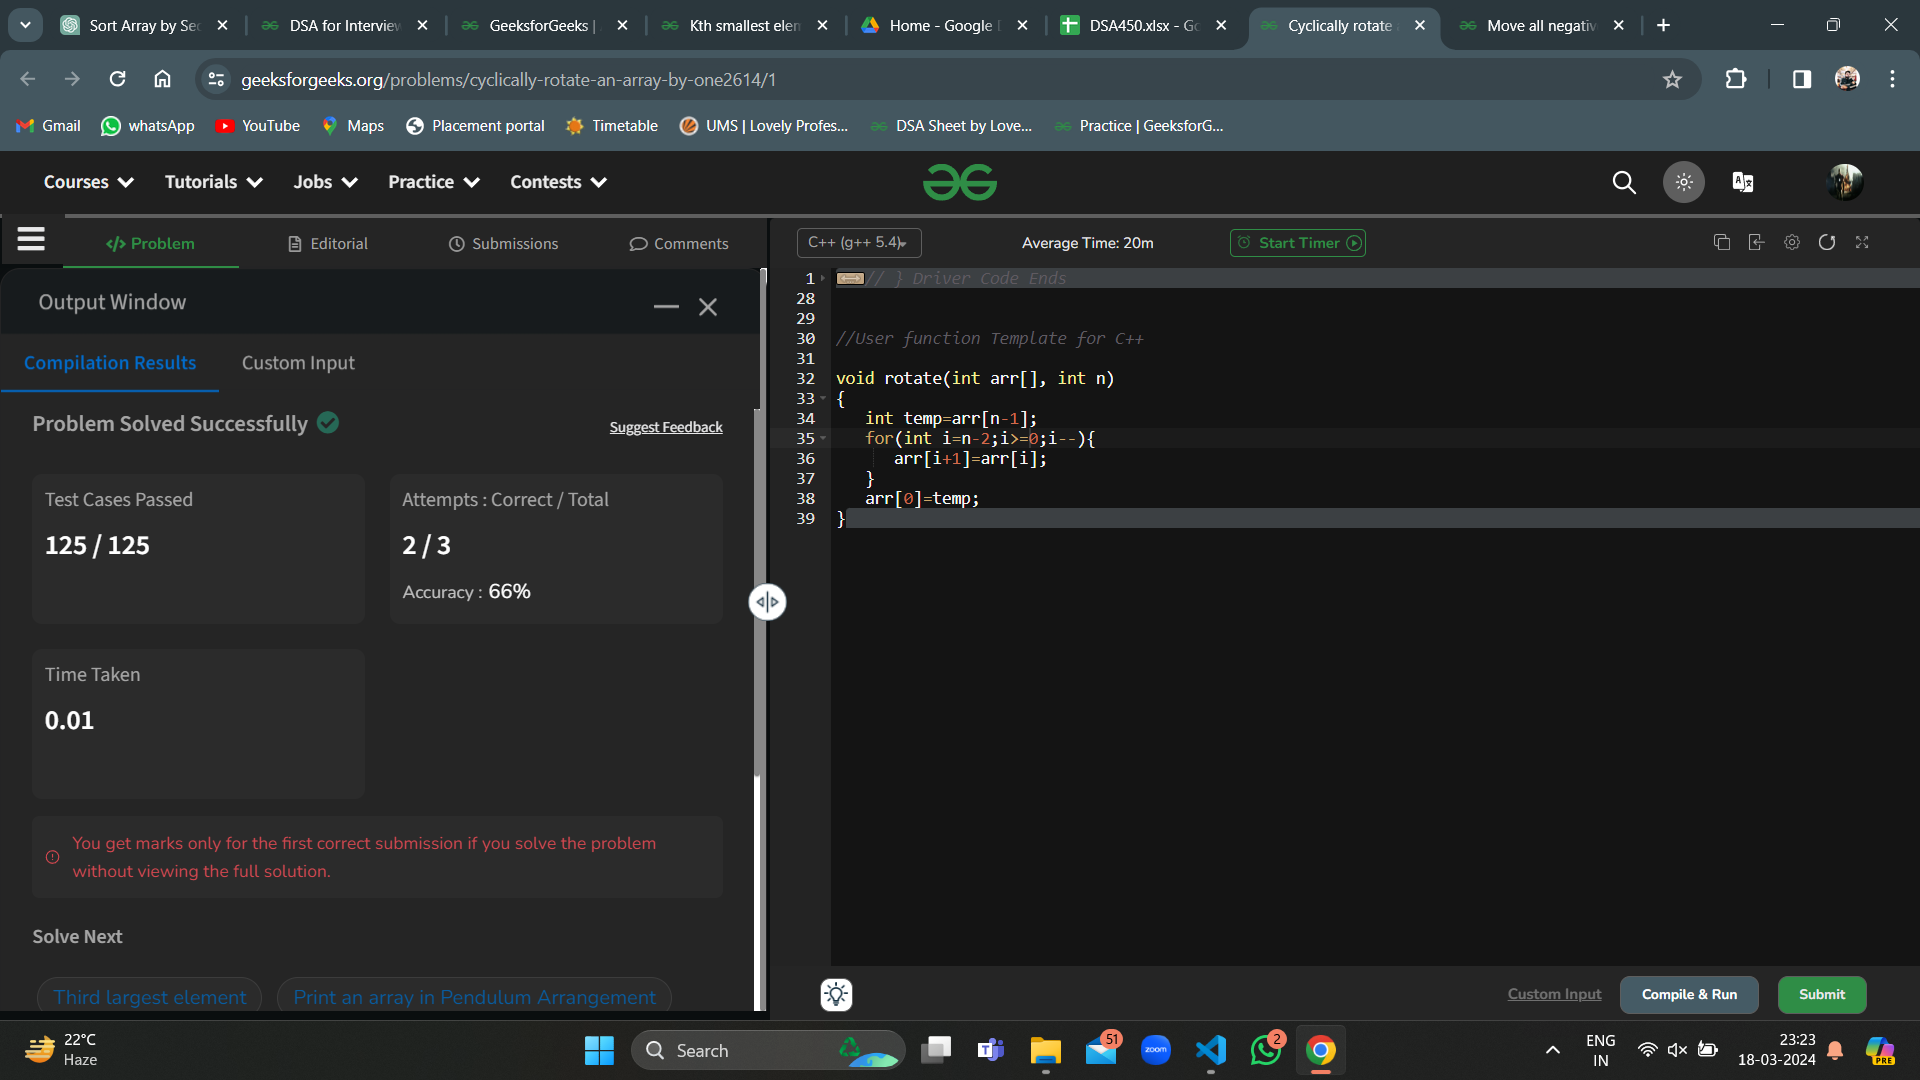 Sort Array by Sec
DSA for Interview
GeeksforGeeks |
Kth smallest elem
Home - Google D
DSA450.xlsx - Go
Cyclically rotate a
Move all negativ
geeksforgeeks.org/problems/cyclically-rotate-an-array-by-one2614/1
Gmail
whatsApp
YouTube
Maps
Placement portal
Timetable
UMS | Lovely Profes...
DSA Sheet by Love...
Practice | GeeksforG...
Courses
Tutorials
Jobs
Practice
Contests
Problem
Editorial
Submissions
Comments
C++ (g++ 5.4)
Average Time: 20m
Start Timer
Output Window
Compilation Results
Custom Input
Problem Solved Successfully
Suggest Feedback
Test Cases Passed
125 / 125
Attempts : Correct / Total
2 / 3
Accuracy : 66%
Time Taken
0.01
You get marks only for the first correct submission if you solve the problem
without viewing the full solution.
Solve Next
Third largest element
Print an array in Pendulum Arrangement
1 // } Driver Code Ends
28
29
30 //User function Template for C++
31
32 void rotate(int arr[], int n)
33 {
34 int temp=arr[n-1];
35 for(int i=n-2;i>=0;i--){
36 arr[i+1]=arr[i];
37 }
38 arr[0]=temp;
39 }
Custom Input
Compile & Run
Submit
22°C
Haze
Search
51
zoom
2
ENG
IN
23:23
18-03-2024
PRE